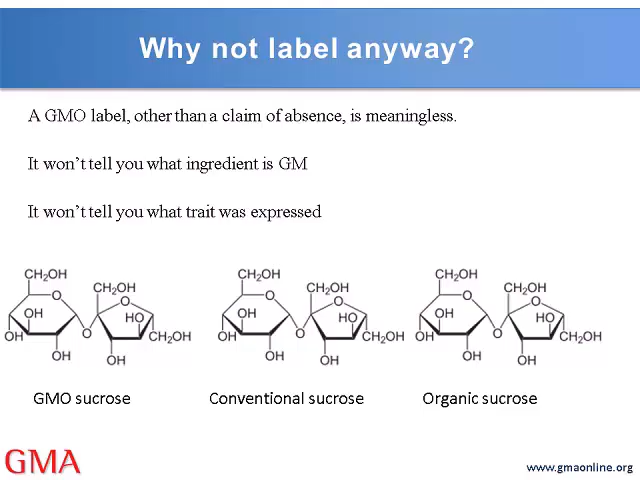 Why not label anyway?
A GMO label, other than a claim of absence, is meaningless.
It won't tell you what ingredient is GM
It won't tell you what trait was expressed
CH₂OH
O
OH
OH
OH
O
CH₂OH
O
HO
CH₂OH
OH
CH₂OH
O
OH
OH
OH
O
CH₂OH
O
HO
CH₂OH
OH
CH₂OH
O
OH
OH
OH
O
CH₂OH
O
HO
CH₂OH
OH
GMO sucrose
Conventional sucrose
Organic sucrose
GMA
www.gmaonline.org